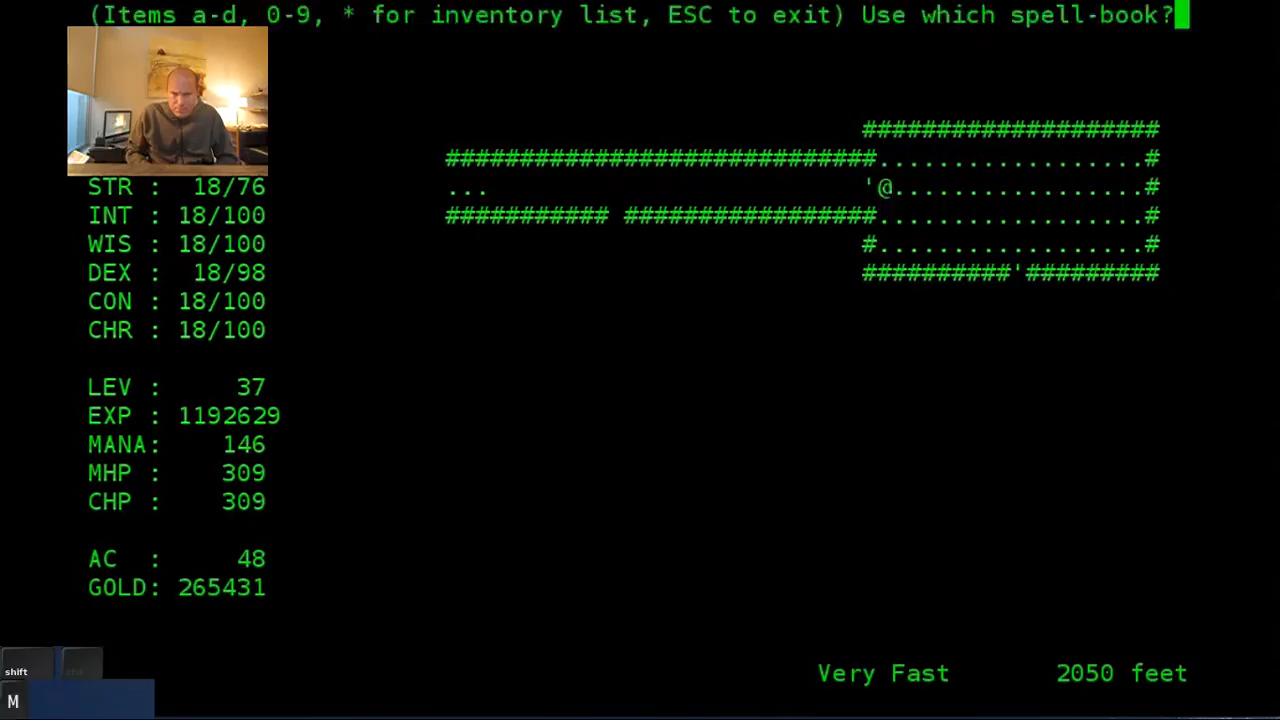 (Items a-d, 0-9, * for inventory list, ESC to exit) Use which spell-book?
####################
#############################..................#
... '@.................#
########### #################..................#
#..................#
##########'#########
STR : 18/76
INT : 18/100
WIS : 18/100
DEX : 18/98
CON : 18/100
CHR : 18/100
LEV : 37
EXP : 1192629
MANA: 146
MHP : 309
CHP : 309
AC : 48
GOLD: 265431
Very Fast 2050 feet
shift
M